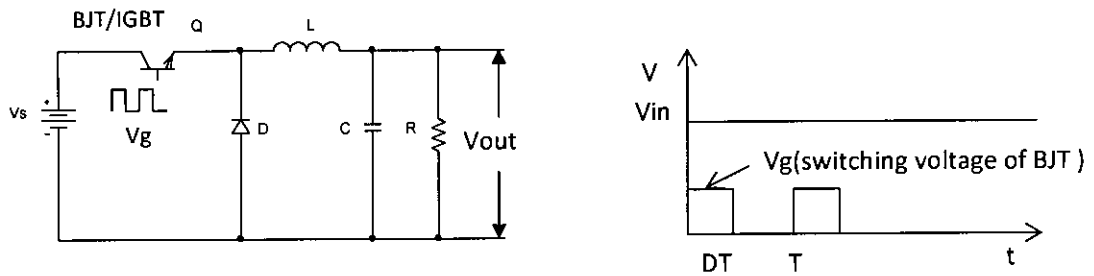 BJT/IGBT
Q
L
Vs
+
-
Vg
D
C
R
Vout
V
Vin
Vg(switching voltage of BJT )
DT
T
t